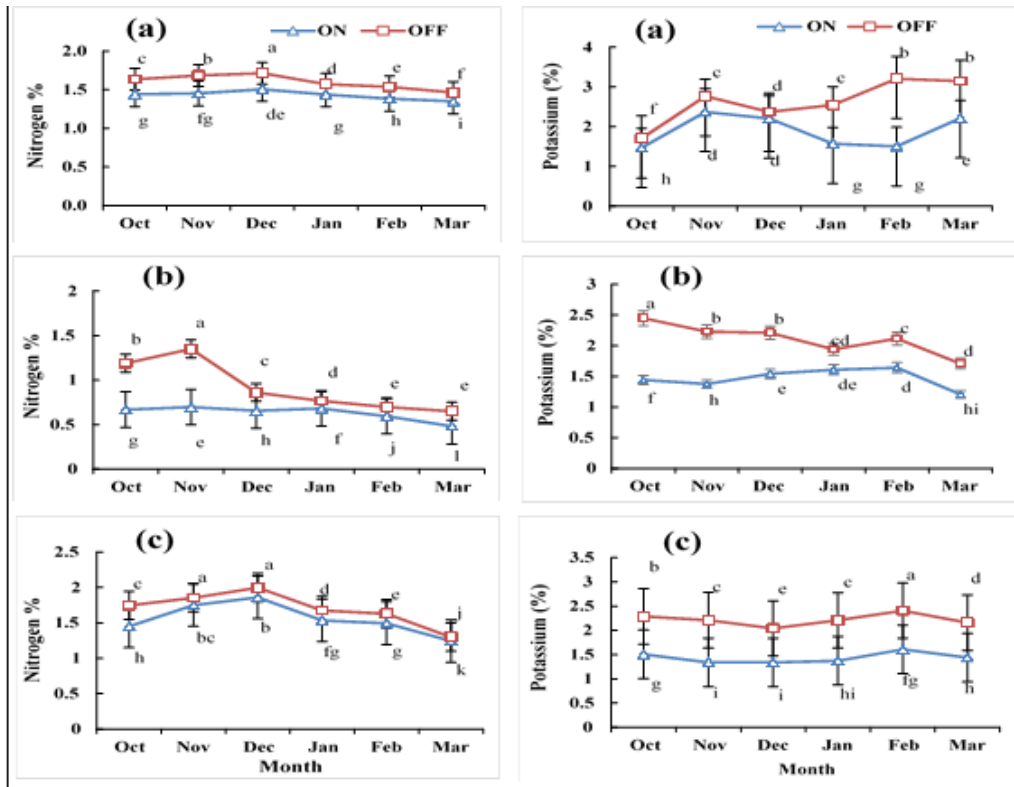 (a)
ON OFF
Nitrogen %
2.0
1.5
1.0
0.5
0.0
c b a d e f
g fg de g h i
Oct Nov Dec Jan Feb Mar
(a)
ON OFF
Potassium (%)
4
3
2
1
0
f c d c b b
h d d g g e
Oct Nov Dec Jan Feb Mar
(b)
Nitrogen %
2
1.5
1
0.5
0
b a c d e e
g e h f j l
Oct Nov Dec Jan Feb Mar
(b)
Potassium (%)
3
2.5
2
1.5
1
0.5
0
a b b cd c d
f h e de d hi
Oct Nov Dec Jan Feb Mar
(c)
Nitrogen %
2.5
2
1.5
1
0.5
0
c a a d e j
h bc b fg g k
Oct Nov Dec Jan Feb Mar
Month
(c)
Potassium (%)
3.5
3
2.5
2
1.5
1
0.5
0
b c e c a d
g i i hi fg h
Oct Nov Dec Jan Feb Mar
Month